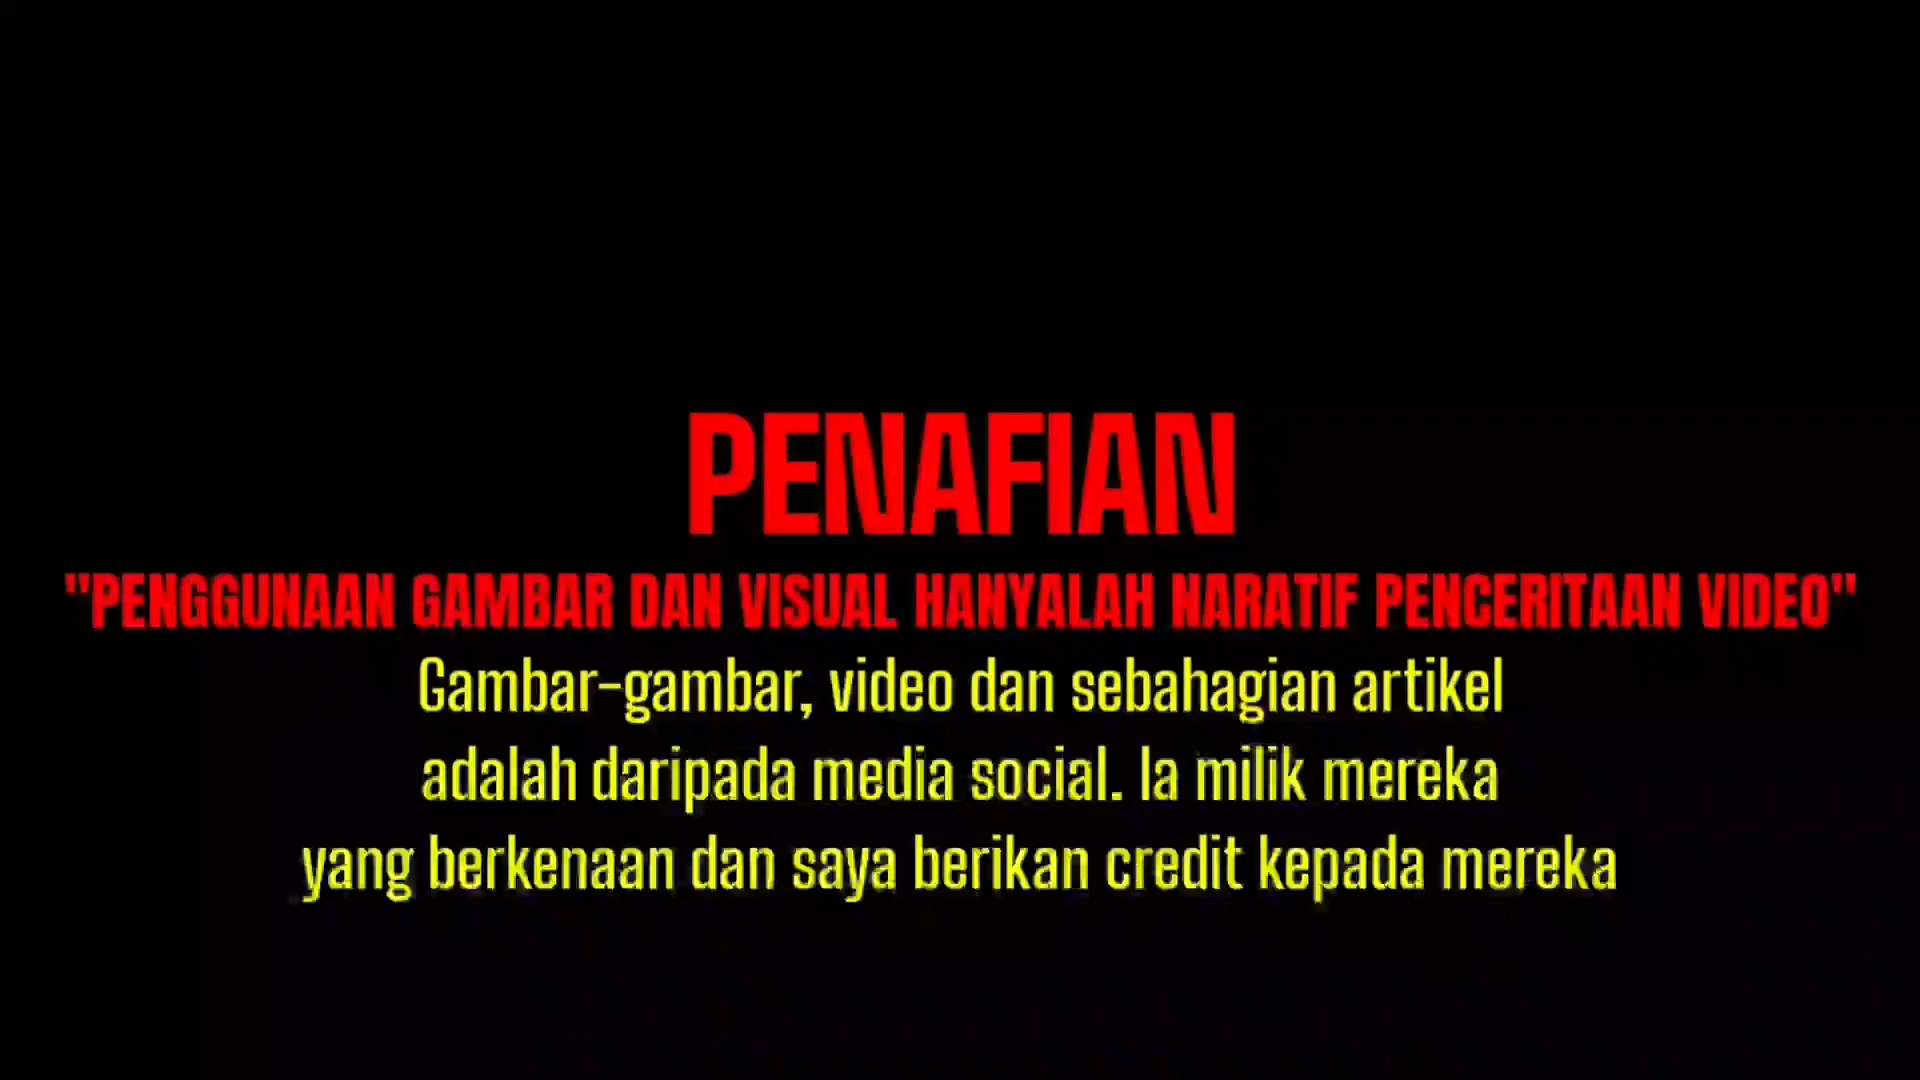 PENAFIAN
"PENGGUNAAN GAMBAR DAN VISUAL HANYALAH NARATIF PENCERITAAN VIDEO"
Gambar-gambar, video dan sebahagian artikel
adalah daripada media social. Ia milik mereka
yang berkenaan dan saya berikan credit kepada mereka